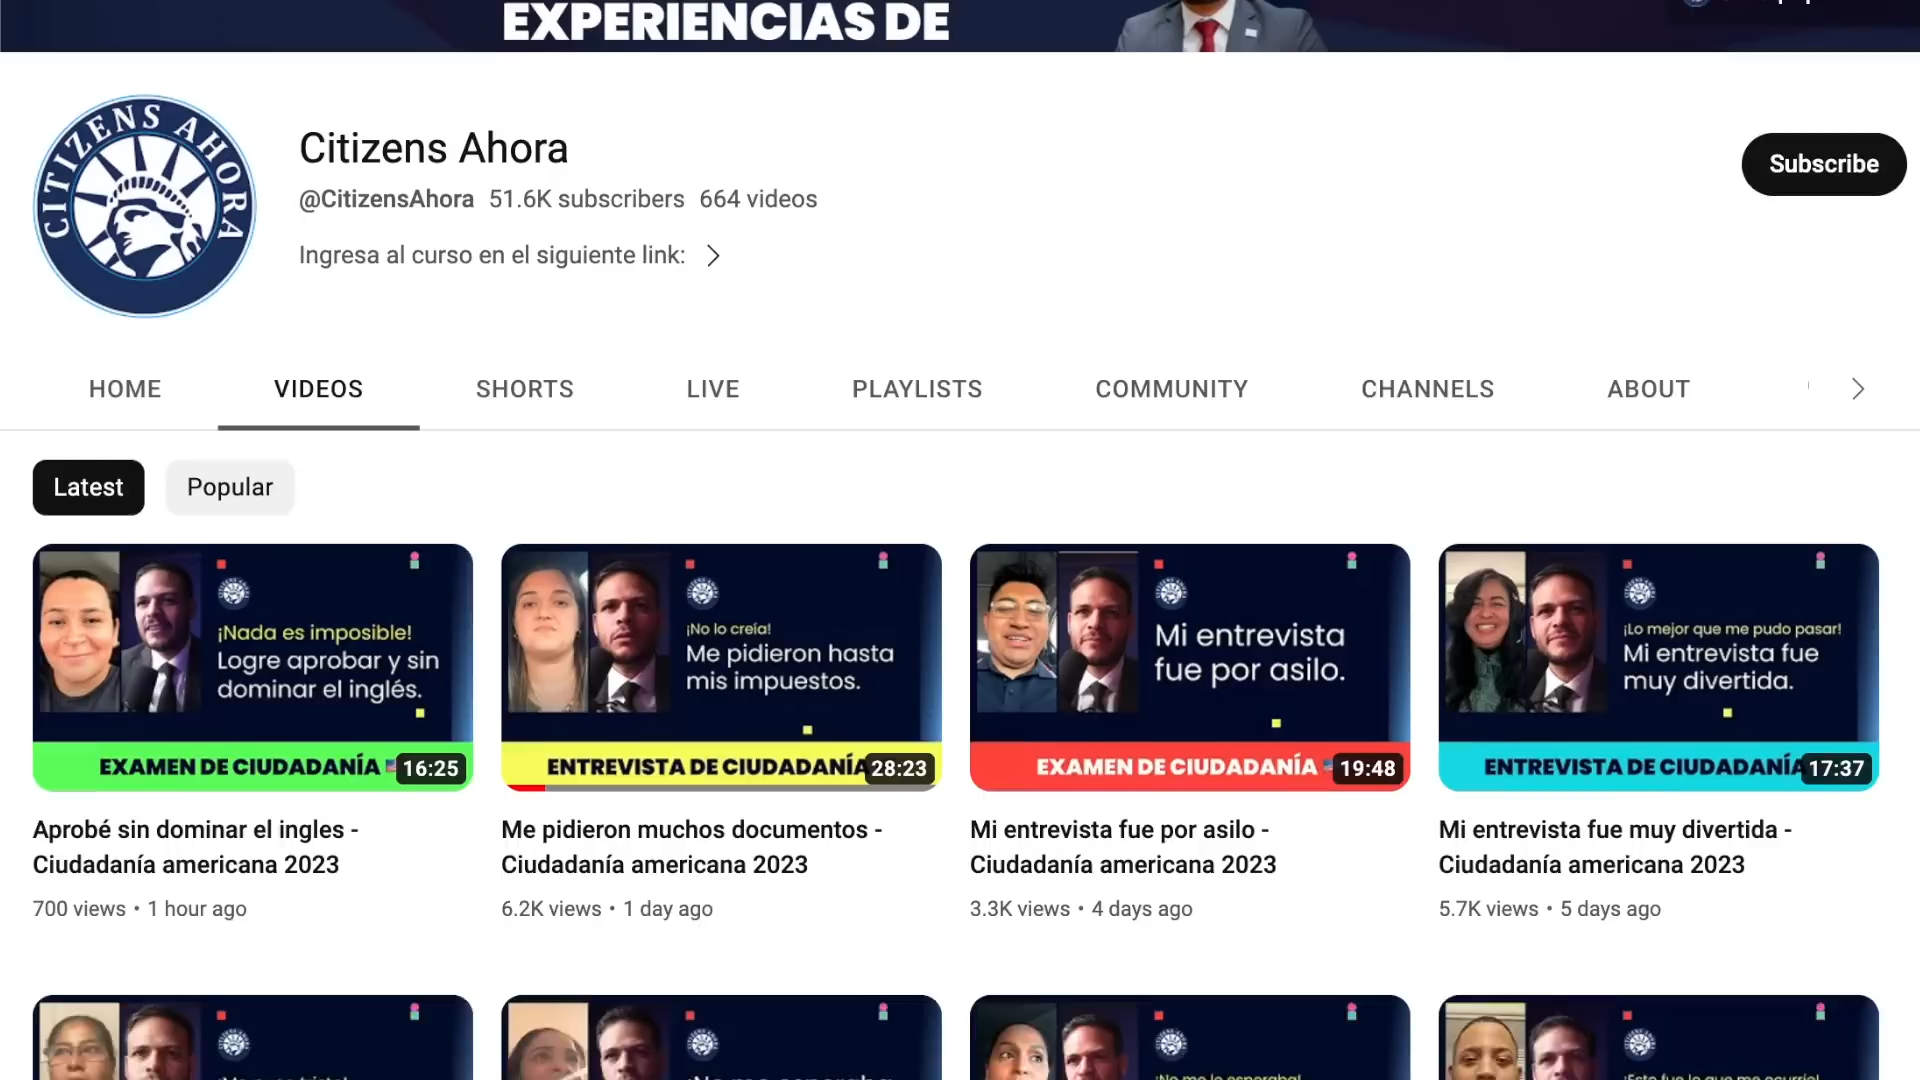 EXPERIENCIAS DE
CITIZENS AHORA
Citizens Ahora
@CitizensAhora 51.6K subscribers 664 videos
Subscribe
Ingresa al curso en el siguiente link:
HOME VIDEOS SHORTS LIVE PLAYLISTS COMMUNITY CHANNELS ABOUT
Latest Popular
¡Nada es imposible!
Logre aprobar y sin
dominar el inglés.
EXAMEN DE CIUDADANÍA
16:25
¡No lo creía!
Me pidieron hasta
mis impuestos.
ENTREVISTA DE CIUDADANÍA
28:23
Mi entrevista
fue por asilo.
EXAMEN DE CIUDADANÍA
19:48
¡Lo mejor que me pudo pasar!
Mi entrevista fue
muy divertida.
ENTREVISTA DE CIUDADANÍA
17:37
Aprobé sin dominar el ingles -
Ciudadanía americana 2023
700 views • 1 hour ago
Me pidieron muchos documentos -
Ciudadanía americana 2023
6.2K views • 1 day ago
Mi entrevista fue por asilo -
Ciudadanía americana 2023
3.3K views • 4 days ago
Mi entrevista fue muy divertida -
Ciudadanía americana 2023
5.7K views • 5 days ago